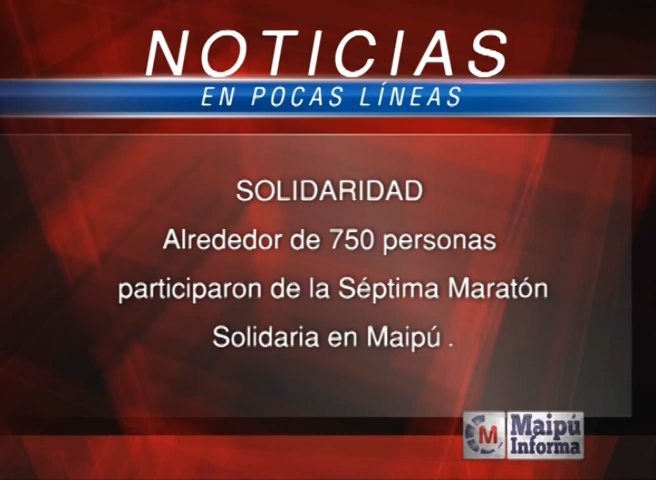 NOTICIAS
EN POCAS LÍNEAS
SOLIDARIDAD
Alrededor de 750 personas
participaron de la Séptima Maratón
Solidaria en Maipú .
M Maipú
Informa